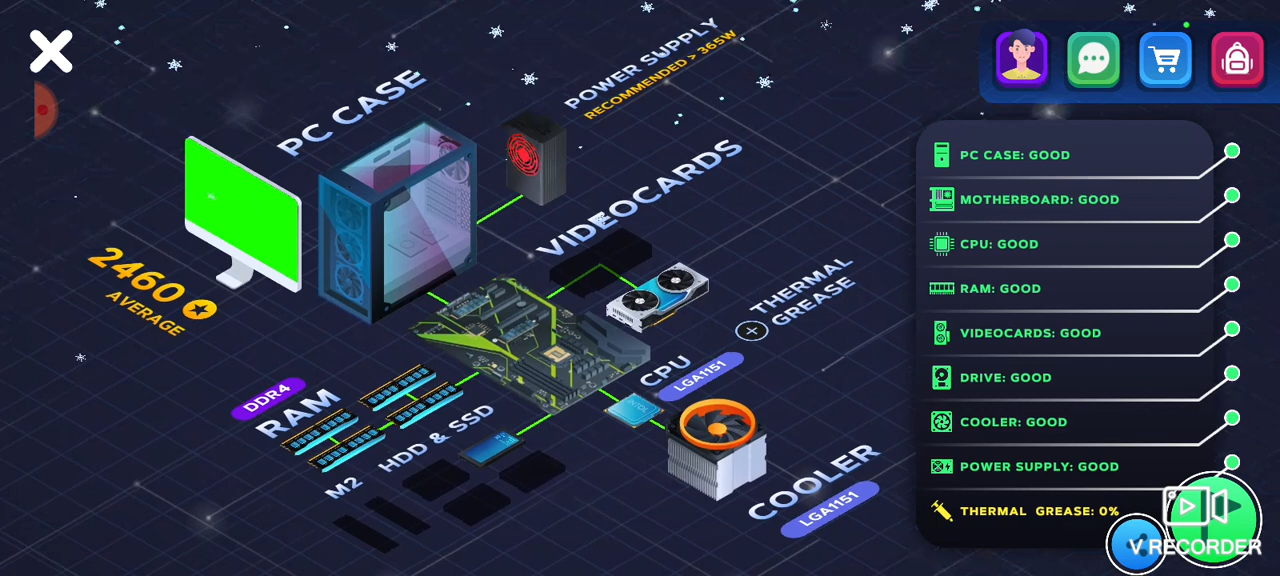 POWER SUPPLY
RECOMMENDED > 365W
PC CASE
VIDEOCARDS
2460
AVERAGE
THERMAL
GREASE
CPU
LGA1151
DDR4
RAM
HDD & SSD
M2
INTEL
COOLER
LGA1151
PC CASE: GOOD
MOTHERBOARD: GOOD
CPU: GOOD
RAM: GOOD
VIDEOCARDS: GOOD
DRIVE: GOOD
COOLER: GOOD
POWER SUPPLY: GOOD
THERMAL GREASE: 0%
V RECORDER